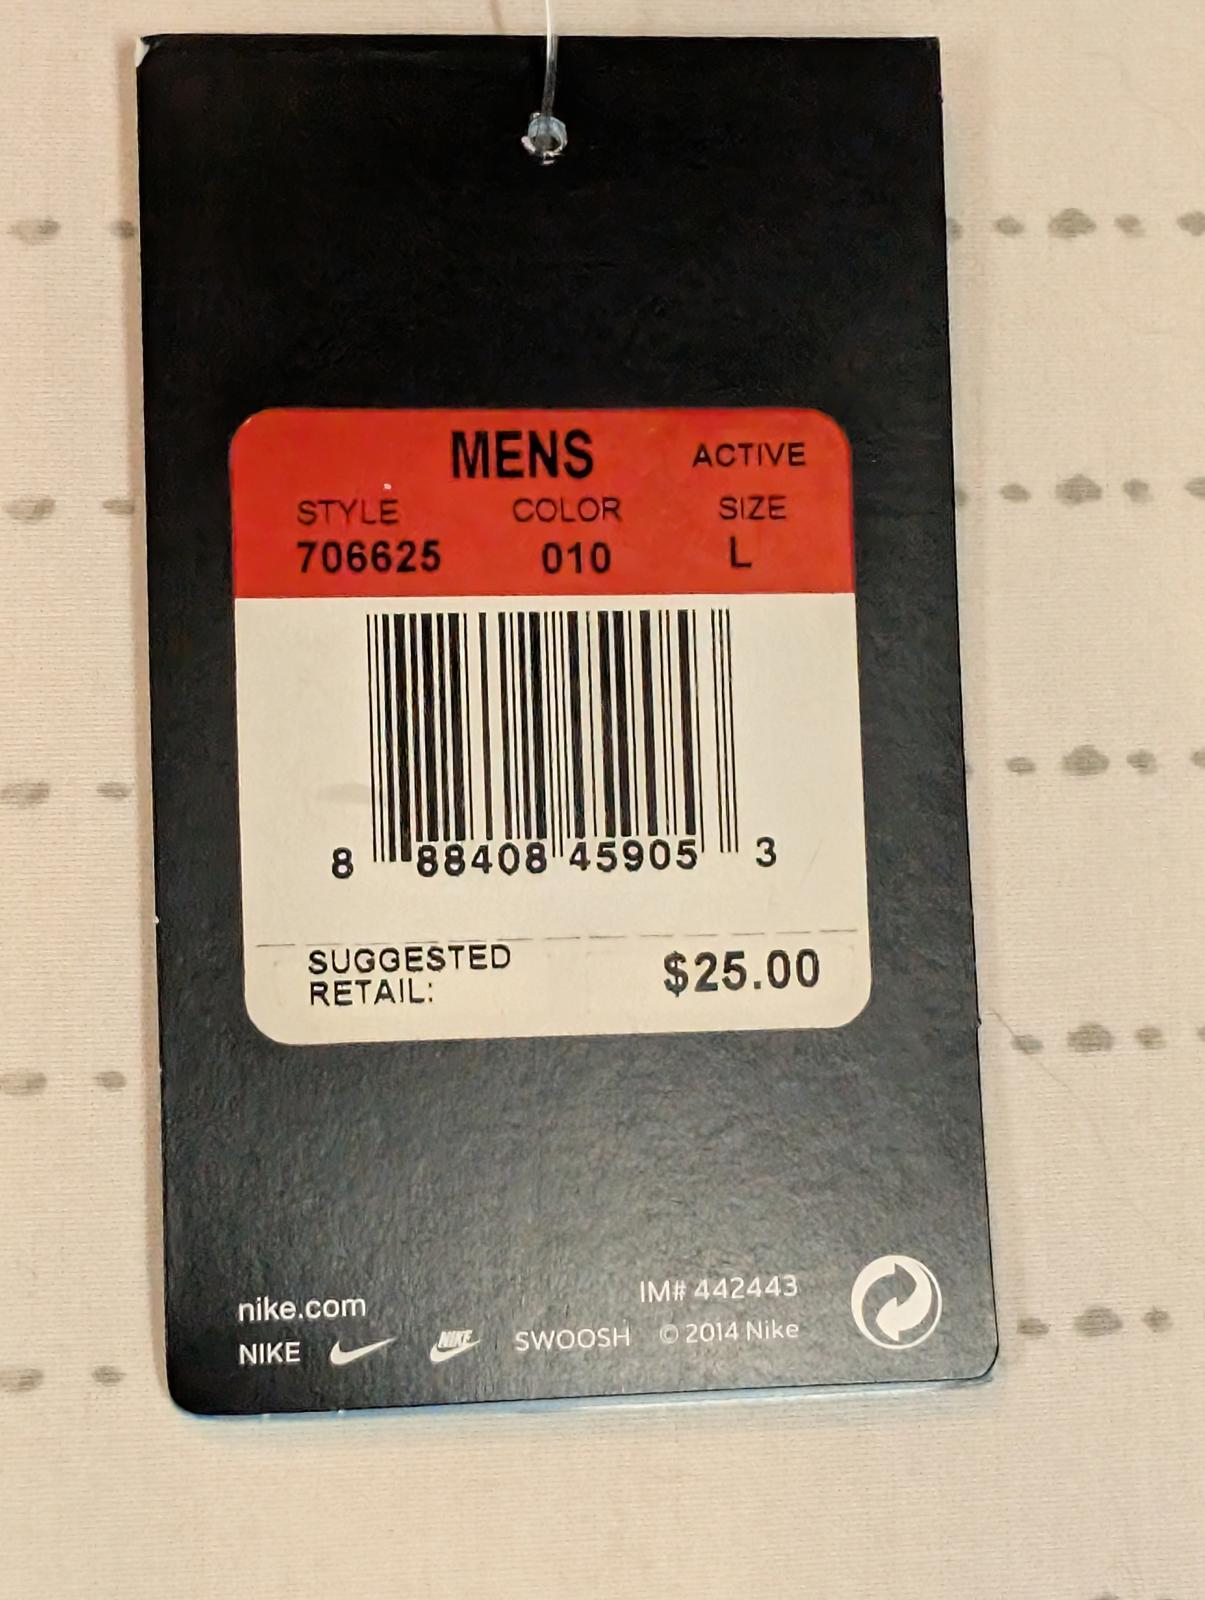 MENS ACTIVE
STYLE COLOR SIZE
706625 010 L
8 88408 45905 3
SUGGESTED
RETAIL: $25.00
nike.com IM# 442443
NIKE NIKE SWOOSH © 2014 Nike